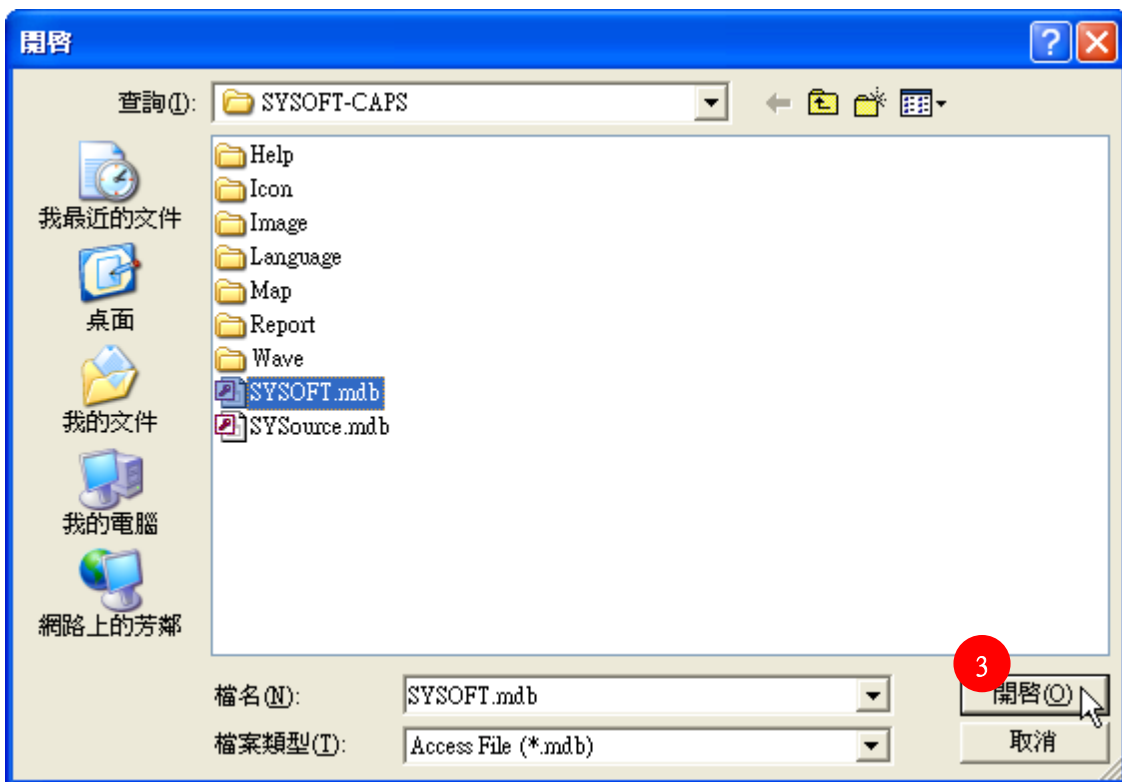 開啓
查詢(I): SYSOFT-CAPS
我最近的文件
桌面
我的文件
我的電腦
網路上的芳鄰
Help
Icon
Image
Language
Map
Report
Wave
SYSOFT.mdb
SYSource.mdb
檔名(N): SYSOFT.mdb
3
開啓(O)
檔案類型(T): Access File (*.mdb)
取消